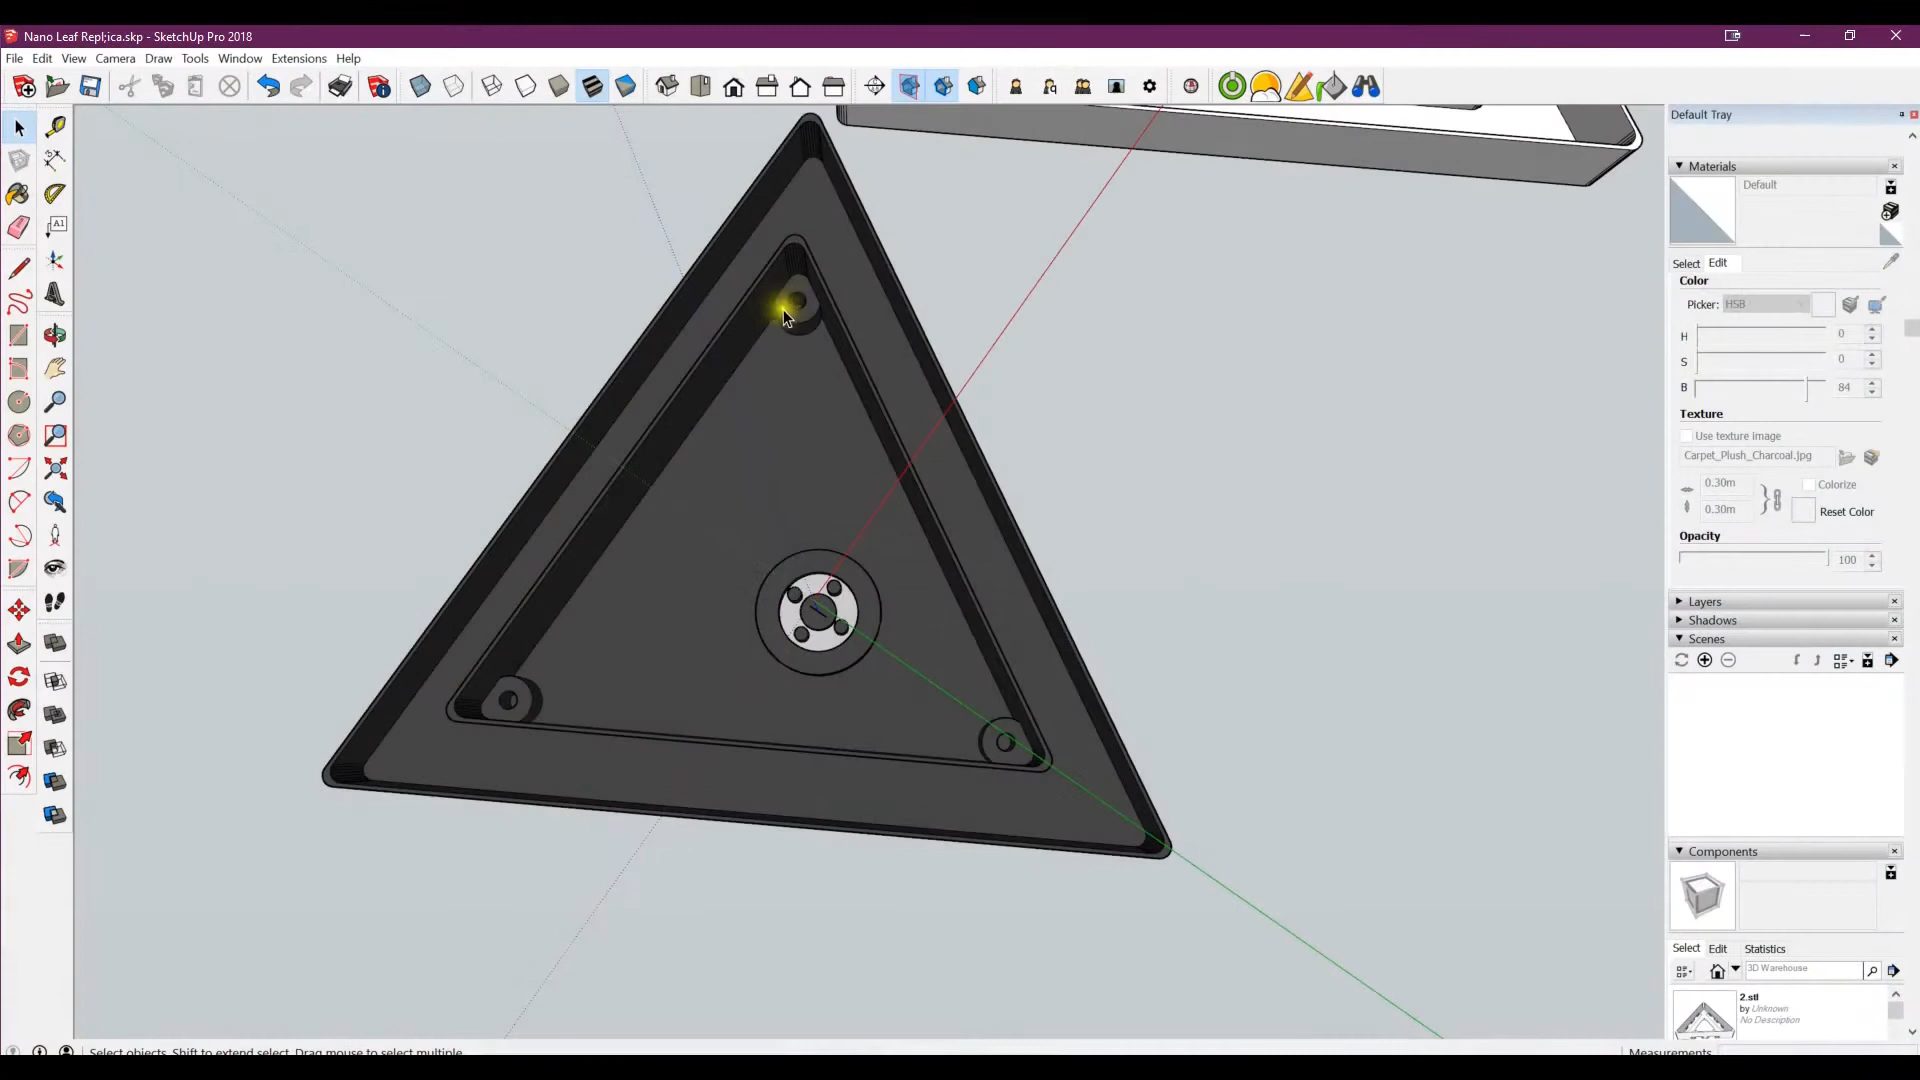 Nano Leaf Repl;ica.skp - SketchUp Pro 2018
File Edit View Camera Draw Tools Window Extensions Help
Default Tray
Materials
Default
A1
Select Edit
Color
Picker: HSB
H 0
S 0
B 84
Texture
Use texture image
Carpet_Plush_Charcoal.jpg
0.30m Colorize
0.30m Reset Color
Opacity
100
Layers
Shadows
Scenes
Components
Select Edit Statistics
3D Warehouse
2.stl
by Unknown
No Description
Select objects. Shift to extend select. Drag mouse to select multiple.
Measurements